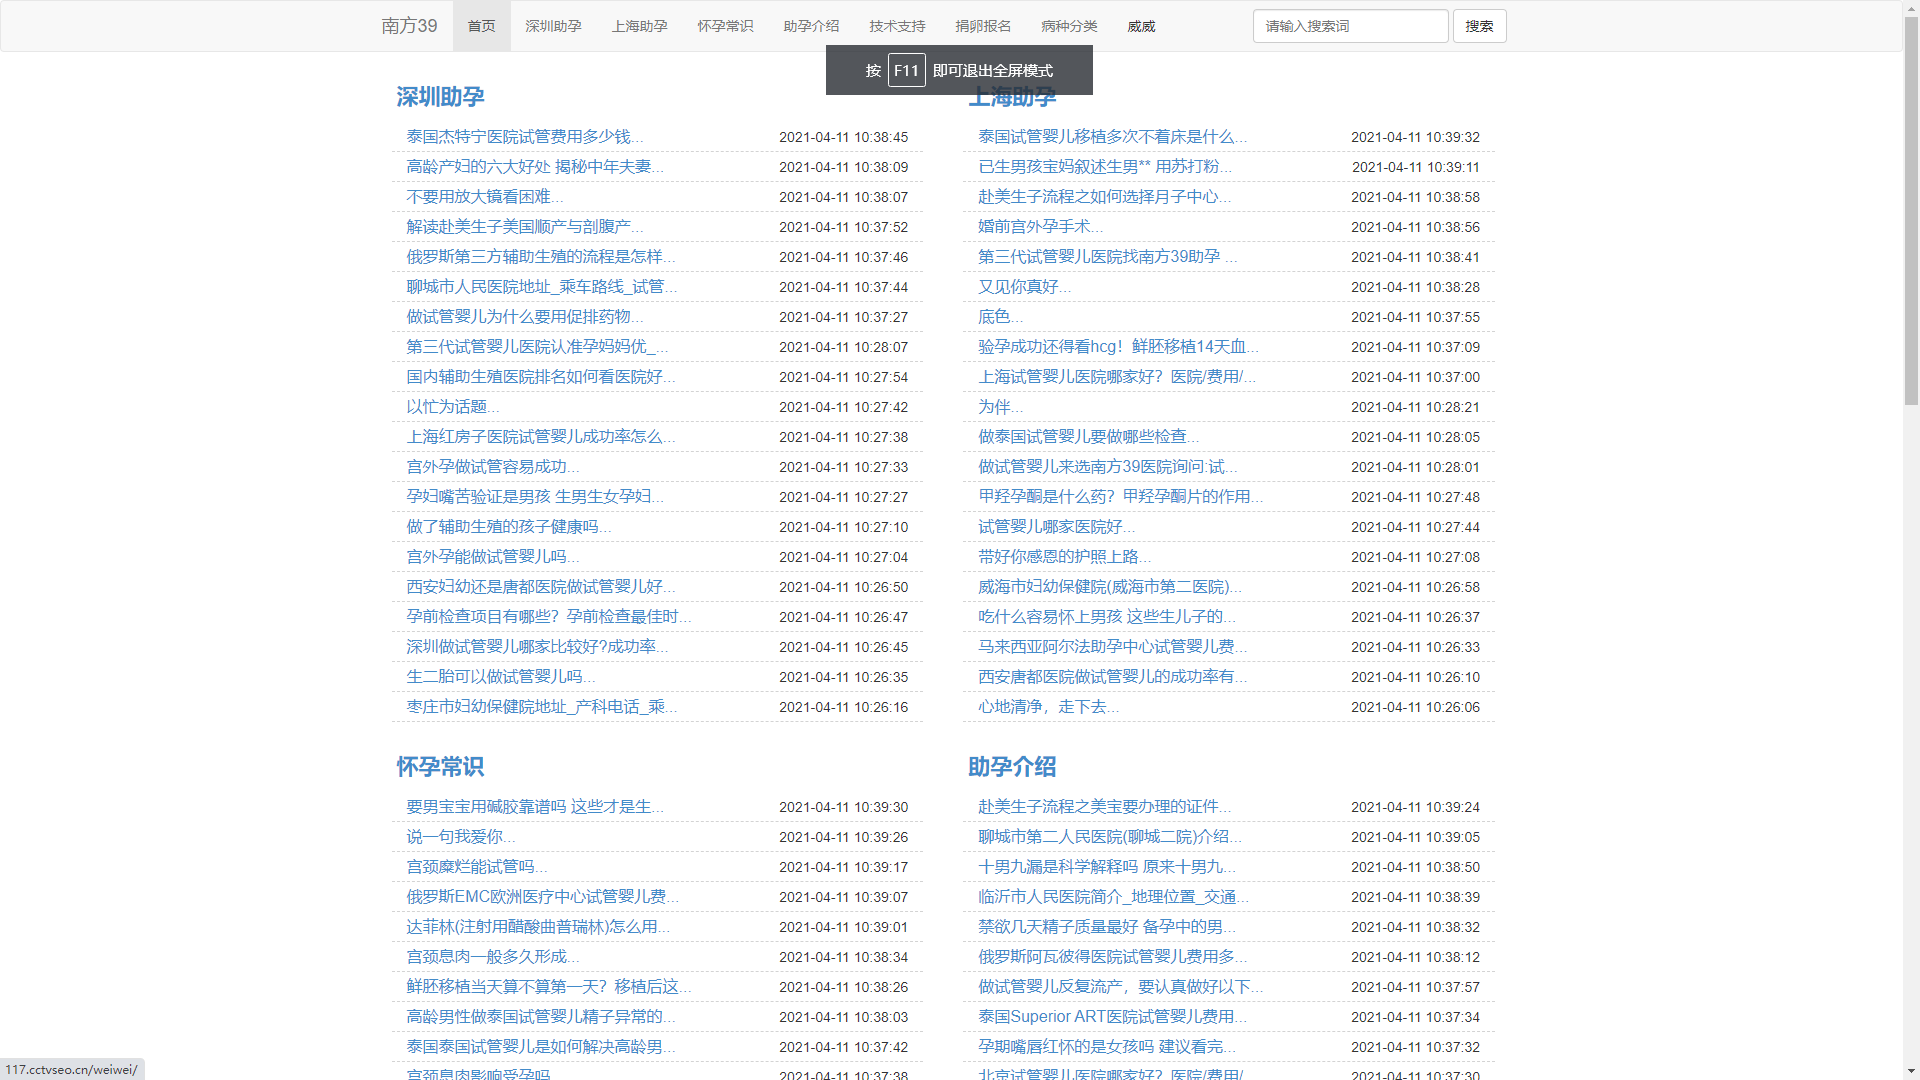 南方39 首页 深圳助孕 上海助孕 怀孕常识 助孕介绍 技术支持 捐卵报名 病种分类 威威 请输入搜索词 搜索
按 F11 即可退出全屏模式
深圳助孕
泰国杰特宁医院试管费用多少钱... 2021-04-11 10:38:45
高龄产妇的六大好处 揭秘中年夫妻... 2021-04-11 10:38:09
不要用放大镜看困难... 2021-04-11 10:38:07
解读赴美生子美国顺产与剖腹产... 2021-04-11 10:37:52
俄罗斯第三方辅助生殖的流程是怎样... 2021-04-11 10:37:46
聊城市人民医院地址_乘车路线_试管... 2021-04-11 10:37:44
做试管婴儿为什么要用促排药物... 2021-04-11 10:37:27
第三代试管婴儿医院认准孕妈妈优_... 2021-04-11 10:28:07
国内辅助生殖医院排名如何看医院好... 2021-04-11 10:27:54
以忙为话题... 2021-04-11 10:27:42
上海红房子医院试管婴儿成功率怎么... 2021-04-11 10:27:38
宫外孕做试管容易成功... 2021-04-11 10:27:33
孕妇嘴苦验证是男孩 生男生女孕妇... 2021-04-11 10:27:27
做了辅助生殖的孩子健康吗... 2021-04-11 10:27:10
宫外孕能做试管婴儿吗... 2021-04-11 10:27:04
西安妇幼还是唐都医院做试管婴儿好... 2021-04-11 10:26:50
孕前检查项目有哪些？孕前检查最佳时... 2021-04-11 10:26:47
深圳做试管婴儿哪家比较好?成功率... 2021-04-11 10:26:45
生二胎可以做试管婴儿吗... 2021-04-11 10:26:35
枣庄市妇幼保健院地址_产科电话_乘... 2021-04-11 10:26:16
上海助孕
泰国试管婴儿移植多次不着床是什么... 2021-04-11 10:39:32
已生男孩宝妈叙述生男** 用苏打粉... 2021-04-11 10:39:11
赴美生子流程之如何选择月子中心... 2021-04-11 10:38:58
婚前宫外孕手术... 2021-04-11 10:38:56
第三代试管婴儿医院找南方39助孕 ... 2021-04-11 10:38:41
又见你真好... 2021-04-11 10:38:28
底色... 2021-04-11 10:37:55
验孕成功还得看hcg！鲜胚移植14天血... 2021-04-11 10:37:09
上海试管婴儿医院哪家好？医院/费用/... 2021-04-11 10:37:00
为伴... 2021-04-11 10:28:21
做泰国试管婴儿要做哪些检查... 2021-04-11 10:28:05
做试管婴儿来选南方39医院询问:试... 2021-04-11 10:28:01
甲羟孕酮是什么药？甲羟孕酮片的作用... 2021-04-11 10:27:48
试管婴儿哪家医院好... 2021-04-11 10:27:44
带好你感恩的护照上路... 2021-04-11 10:27:08
威海市妇幼保健院(威海市第二医院)... 2021-04-11 10:26:58
吃什么容易怀上男孩 这些生儿子的... 2021-04-11 10:26:37
马来西亚阿尔法助孕中心试管婴儿费... 2021-04-11 10:26:33
西安唐都医院做试管婴儿的成功率有... 2021-04-11 10:26:10
心地清净，走下去... 2021-04-11 10:26:06
怀孕常识
要男宝宝用碱胶靠谱吗 这些才是生... 2021-04-11 10:39:30
说一句我爱你... 2021-04-11 10:39:26
宫颈糜烂能试管吗... 2021-04-11 10:39:17
俄罗斯EMC欧洲医疗中心试管婴儿费... 2021-04-11 10:39:07
达菲林(注射用醋酸曲普瑞林)怎么用... 2021-04-11 10:39:01
宫颈息肉一般多久形成... 2021-04-11 10:38:34
鲜胚移植当天算不算第一天？移植后这... 2021-04-11 10:38:26
高龄男性做泰国试管婴儿精子异常的... 2021-04-11 10:38:03
泰国泰国试管婴儿是如何解决高龄男... 2021-04-11 10:37:42
宫颈息肉影响受孕吗... 2021-04-11 10:37:38
助孕介绍
赴美生子流程之美宝要办理的证件... 2021-04-11 10:39:24
聊城市第二人民医院(聊城二院)介绍... 2021-04-11 10:39:05
十男九漏是科学解释吗 原来十男九... 2021-04-11 10:38:50
临沂市人民医院简介_地理位置_交通... 2021-04-11 10:38:39
禁欲几天精子质量最好 备孕中的男... 2021-04-11 10:38:32
俄罗斯阿瓦彼得医院试管婴儿费用多... 2021-04-11 10:38:12
做试管婴儿反复流产，要认真做好以下... 2021-04-11 10:37:57
泰国Superior ART医院试管婴儿费用... 2021-04-11 10:37:34
孕期嘴唇红怀的是女孩吗 建议看完... 2021-04-11 10:37:32
北京试管婴儿医院哪家好？医院/费用/... 2021-04-11 10:37:30
117.cctvseo.cn/weiwei/